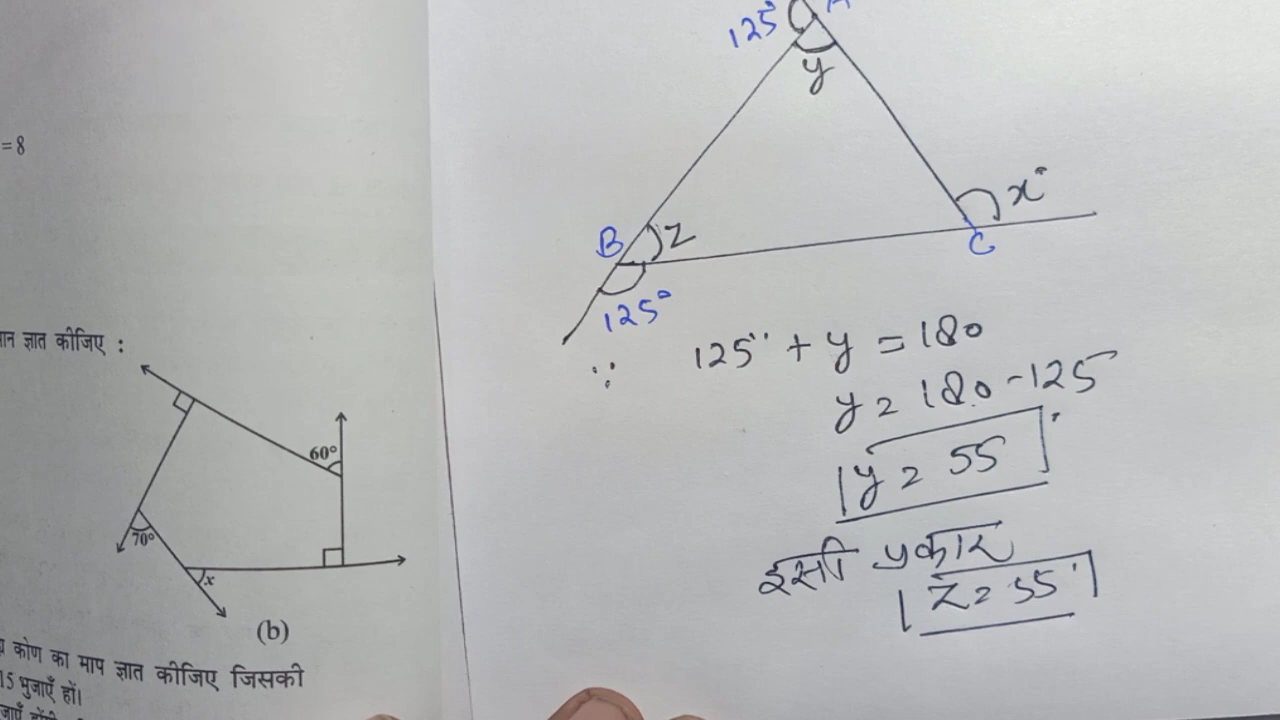 = 8
ज्ञात कीजिए :
60°
70°
x
(b)
कोण का माप ज्ञात कीजिए जिसकी
15 भुजाएँ हों।
125°
A
y
x°
B
z
C
125°
∵ 125° + y = 180
y = 180 - 125
y = 55°
इसी प्रकार
z = 55°